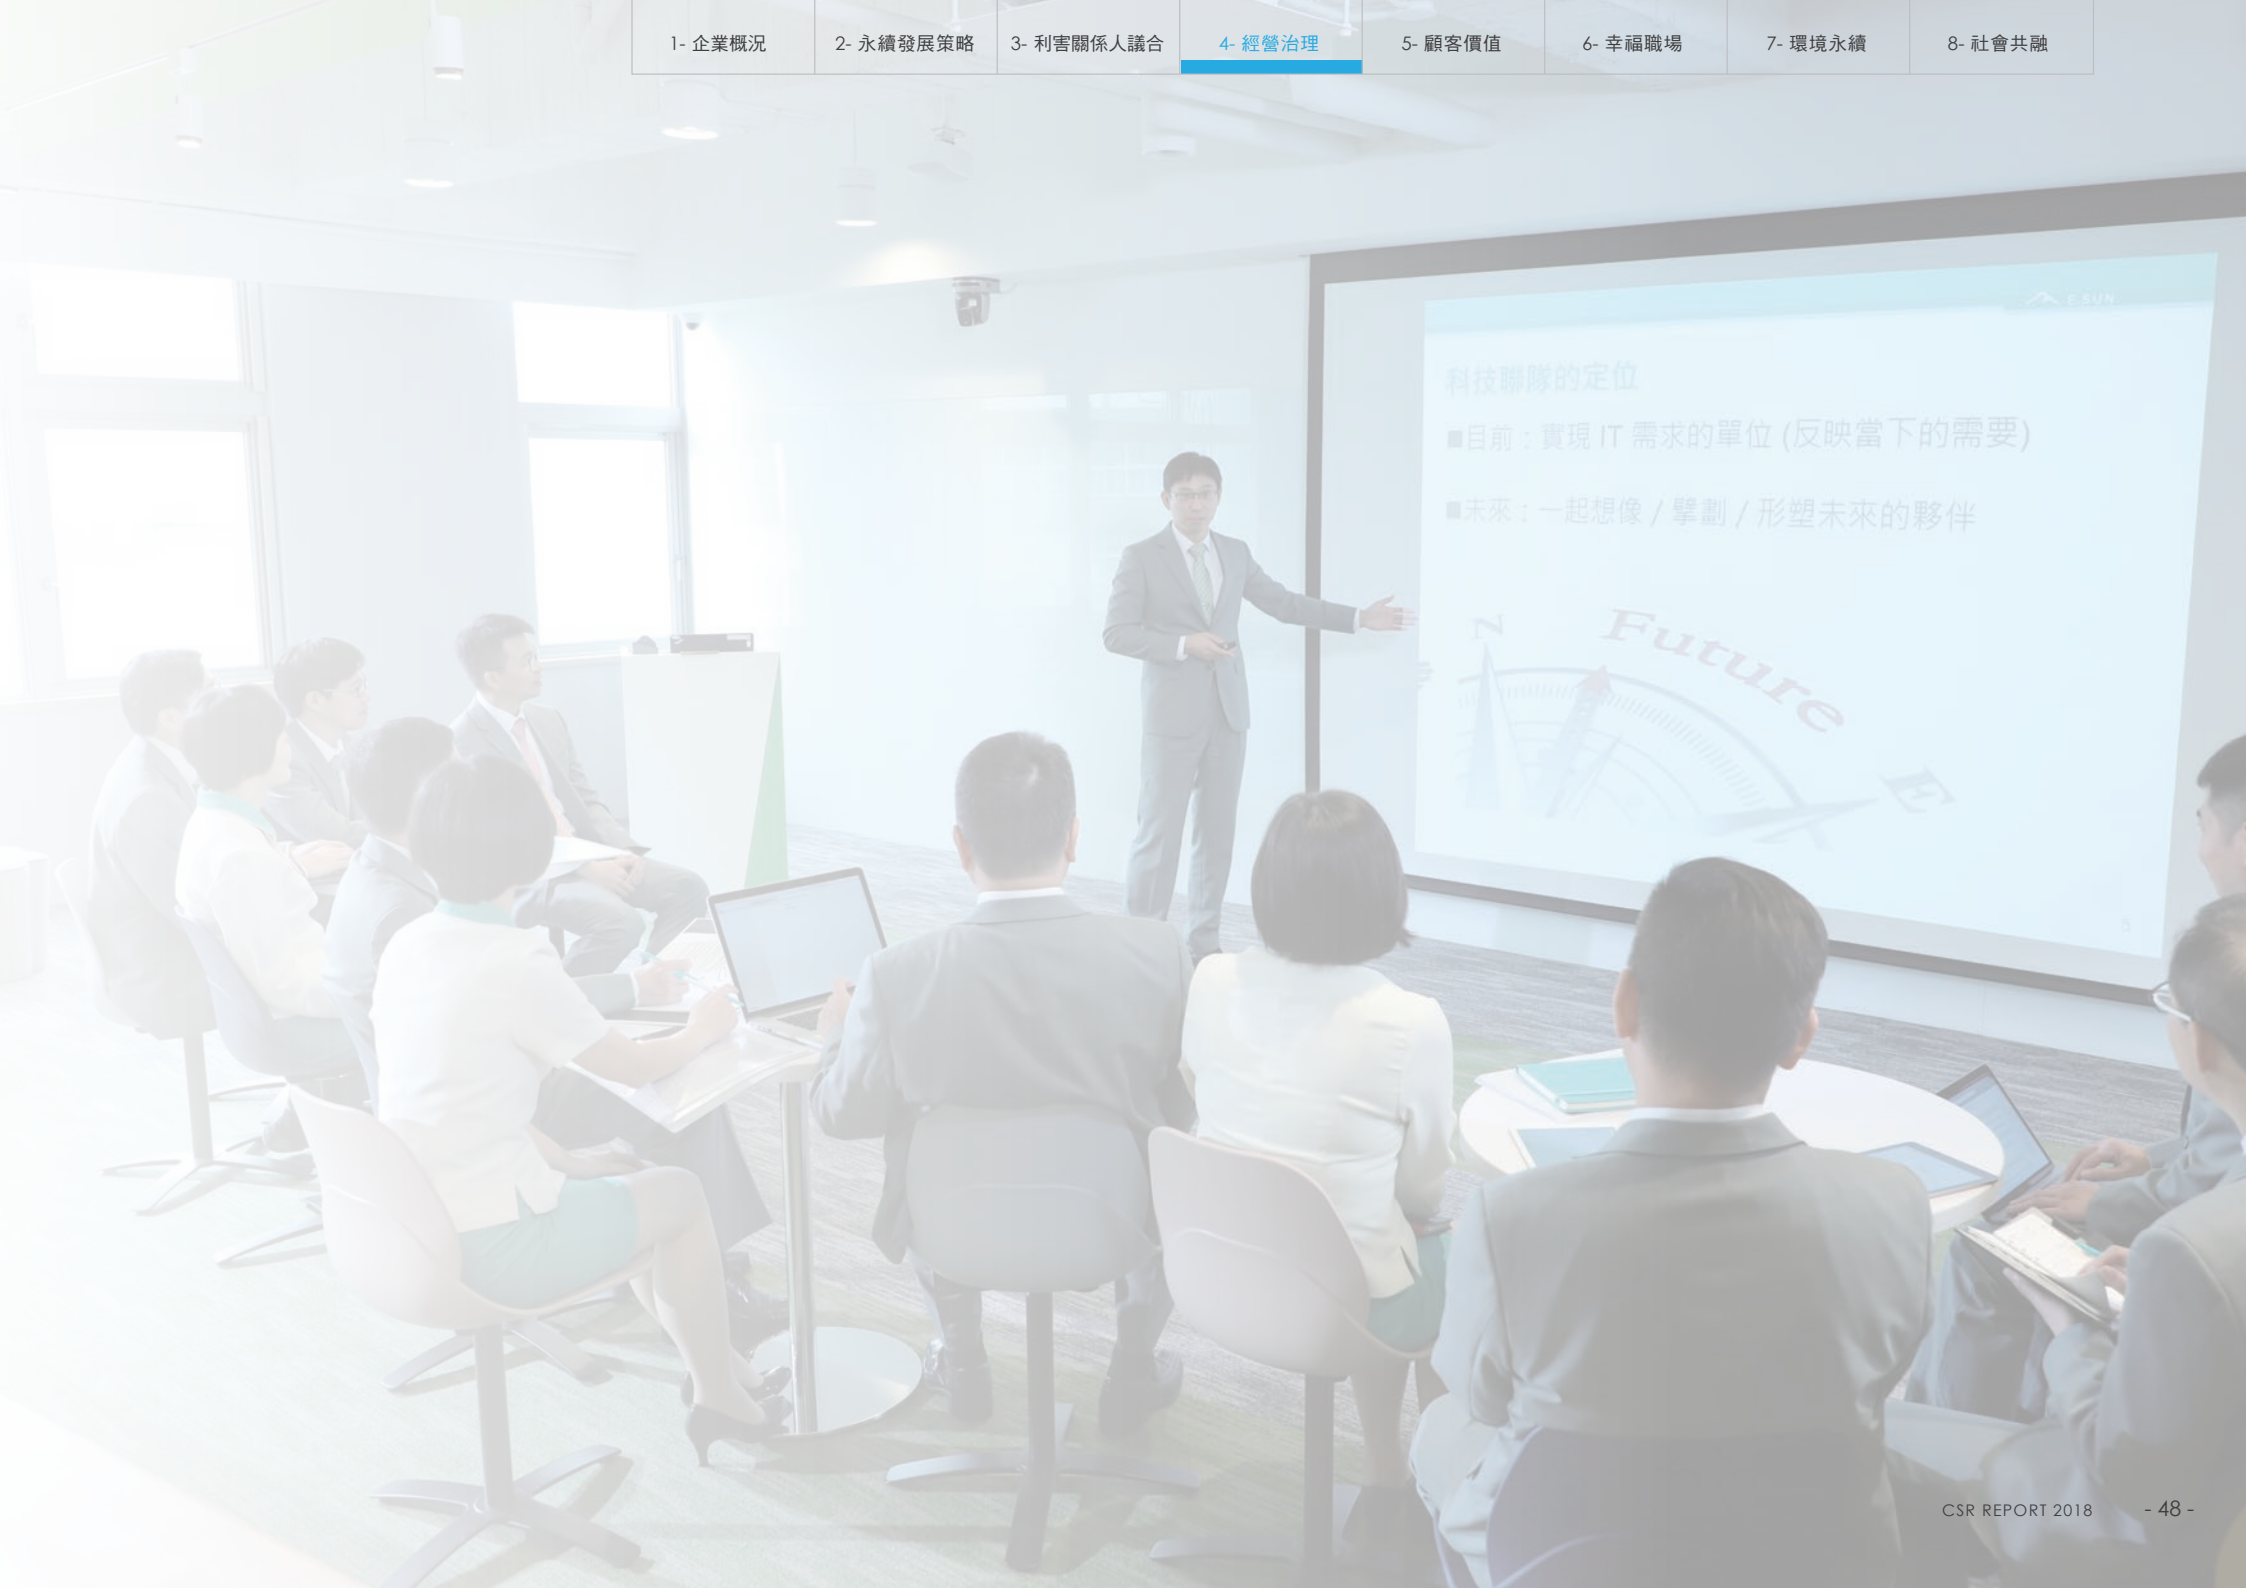 1- 企業概況
2- 永續發展策略
3- 利害關係人議合
4- 經營治理
5- 顧客價值
6- 幸福職場
7- 環境永續
8- 社會共融
E.SUN
科技聯隊的定位
■目前：實現 IT 需求的單位 (反映當下的需要)
■未來：一起想像 / 擘劃 / 形塑未來的夥伴
N
Future
E
CSR REPORT 2018
- 48 -